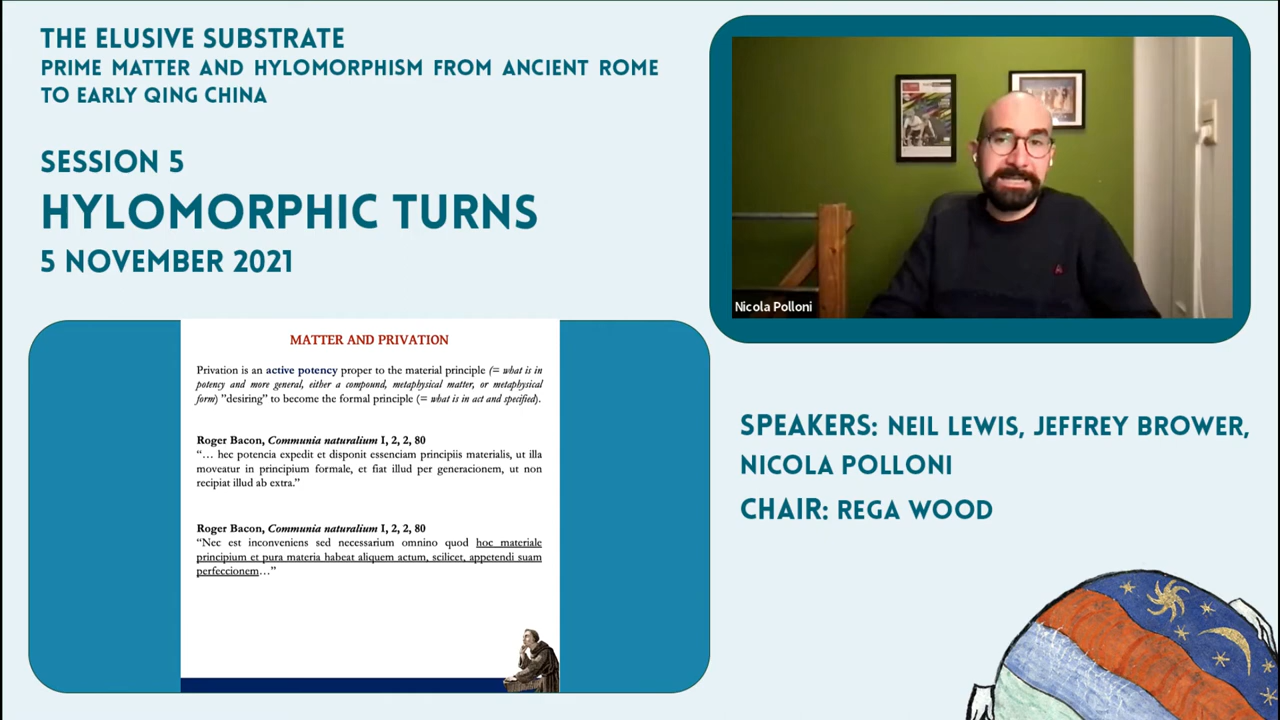 THE ELUSIVE SUBSTRATE
PRIME MATTER AND HYLOMORPHISM FROM ANCIENT ROME
TO EARLY QING CHINA
SESSION 5
HYLOMORPHIC TURNS
5 NOVEMBER 2021
Nicola Polloni
MATTER AND PRIVATION
Privation is an active potency proper to the material principle (= what is in
potency and more general, either a compound, metaphysical matter, or metaphysical
form) ”desiring” to become the formal principle (= what is in act and specified).
Roger Bacon, Communia naturalium I, 2, 2, 80
“… hec potencia expedit et disponit essenciam principiis materialis, ut illa
moveatur in principium formale, et fiat illud per generacionem, ut non
recipiat illud ab extra.”
Roger Bacon, Communia naturalium I, 2, 2, 80
“Nec est inconveniens sed necessarium omnino quod hoc materiale
principium et pura materia habeat aliquem actum, scilicet, appetendi suam
perfeccionem…”
SPEAKERS: NEIL LEWIS, JEFFREY BROWER,
NICOLA POLLONI
CHAIR: REGA WOOD